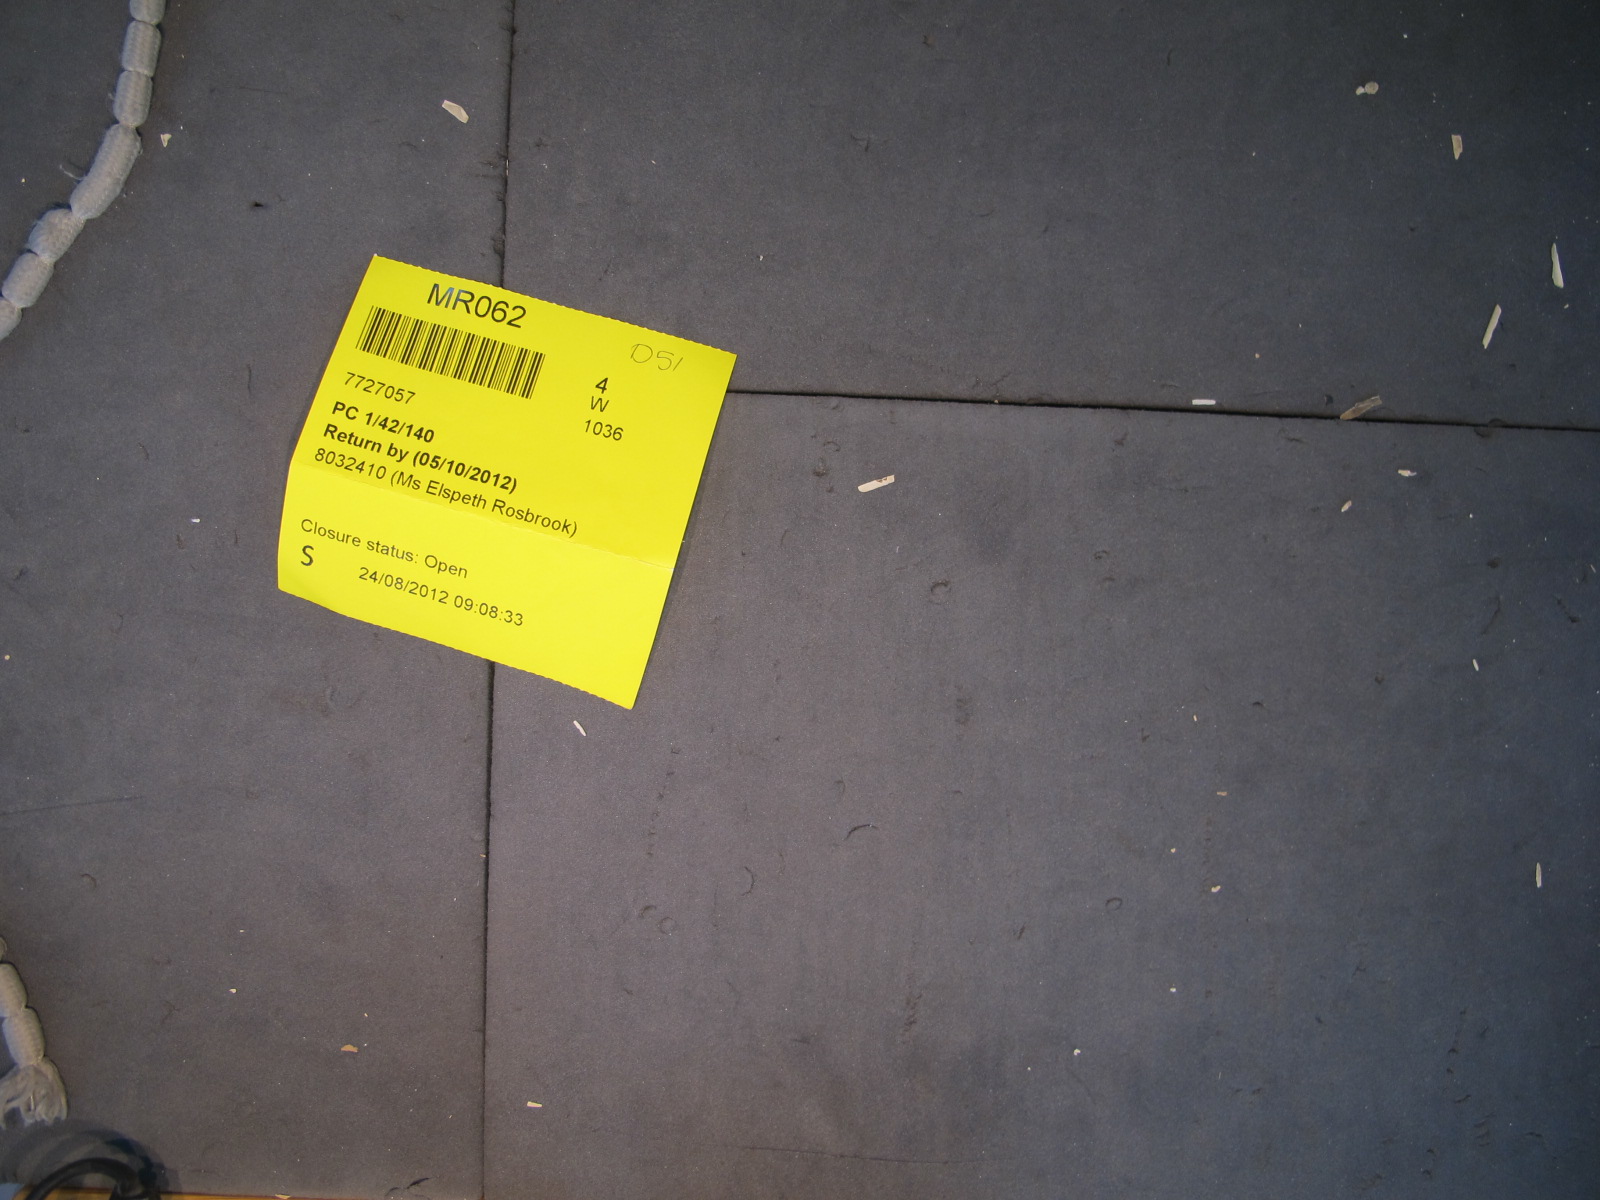 MR062
D51
7727057
4
W
1036
PC 1/42/140
Return by (05/10/2012)
8032410 (Ms Elspeth Rosbrook)
Closure status: Open
S
24/08/2012 09:08:33